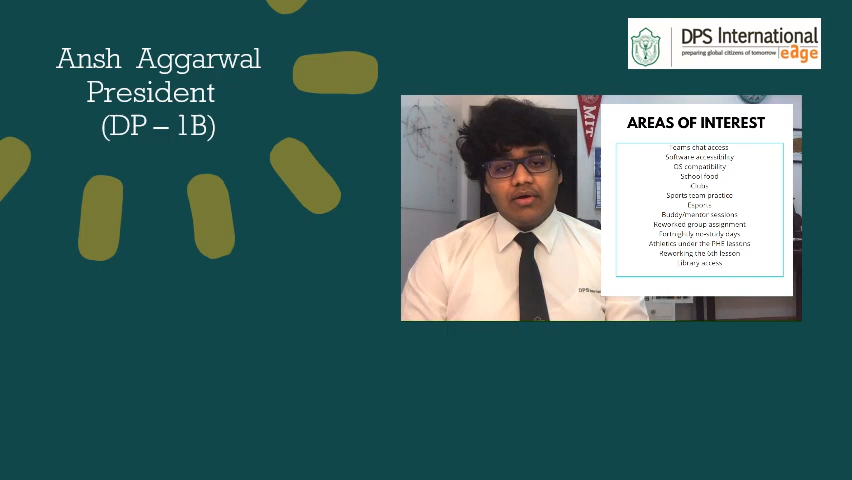 Ansh Aggarwal
President
(DP – 1B)
DPS International
preparing global citizens of tomorrow
edge
MIT
AREAS OF INTEREST
Teams chat access
Software accessibility
OS compatibility
School food
Clubs
Sports team practice
Esports
Buddy/mentor sessions
Reworked group assignment
Fortnightly no-study days
Athletics under the PHE lessons
Reworking the 6th lesson
Library access
DPS